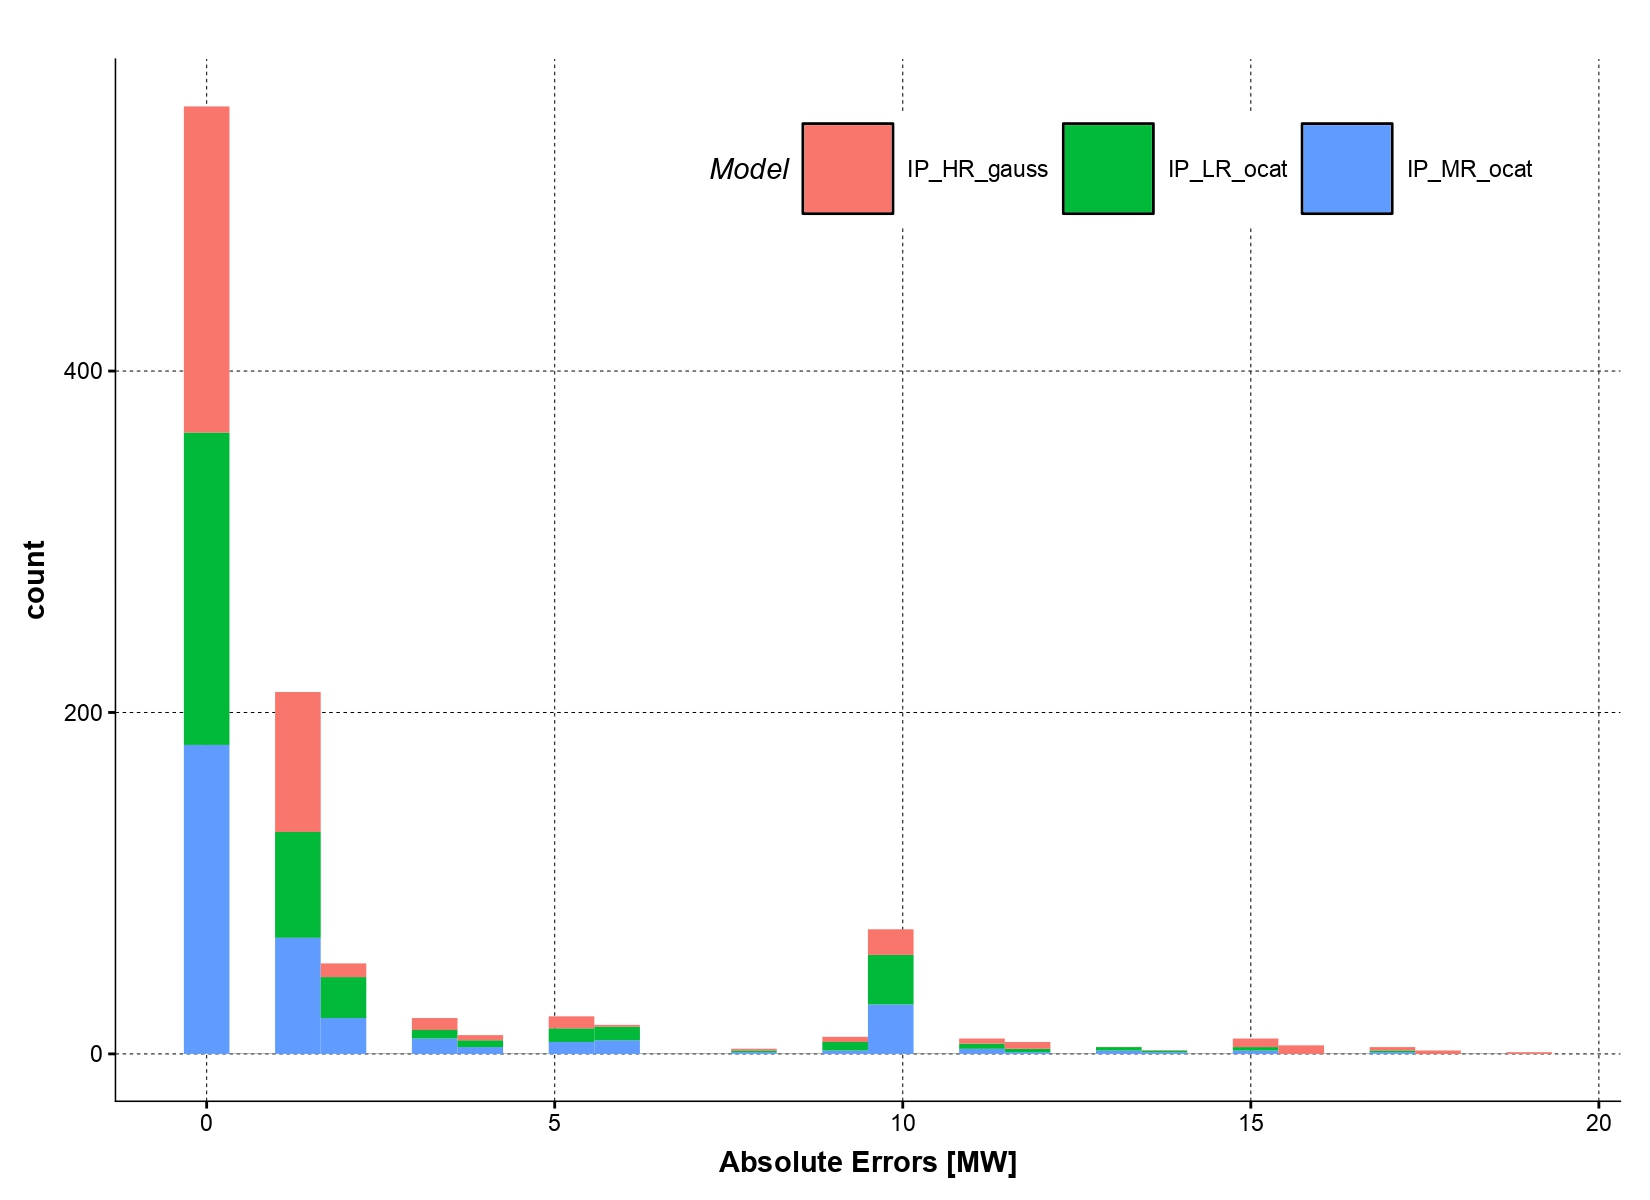 Model IP_HR_gauss IP_LR_ocat IP_MR_ocat
count
400
200
0
0 5 10 15 20
Absolute Errors [MW]